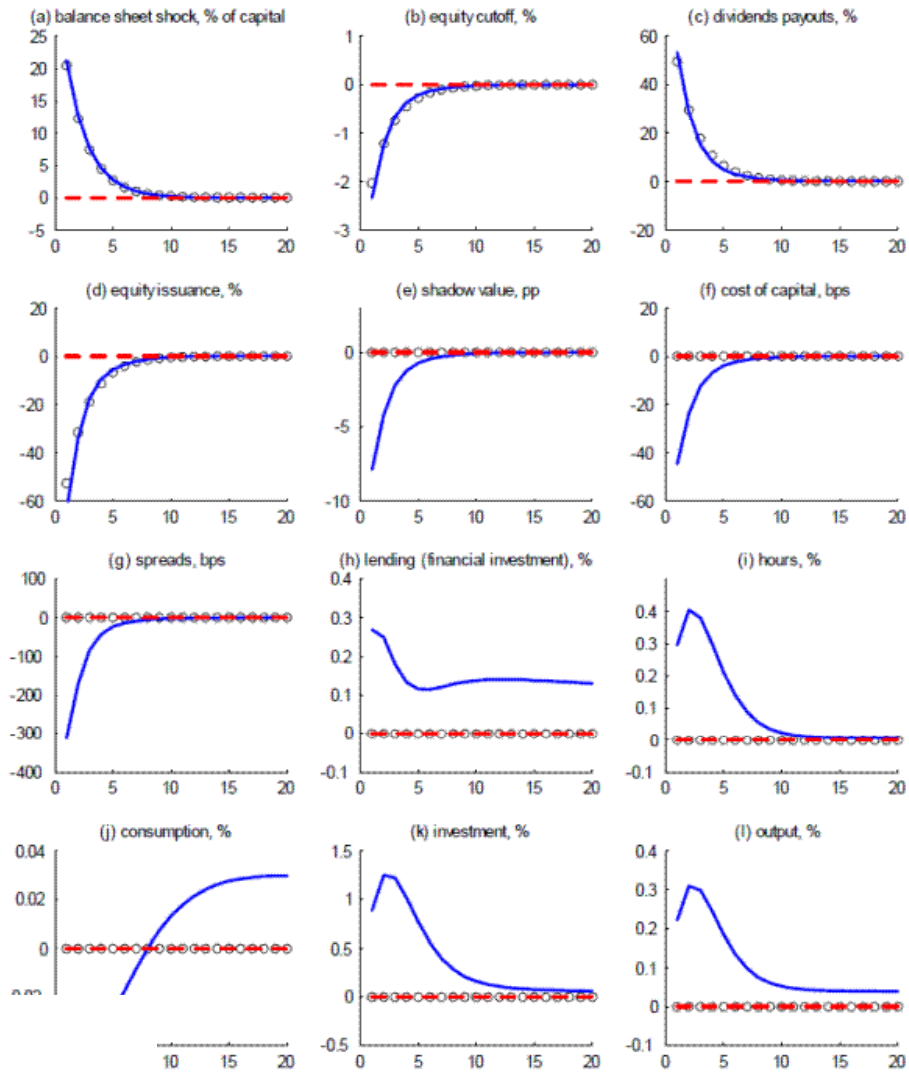 (a) balance sheet shock, % of capital (b) equity cutoff, % (c) dividends payouts, %
25 1 60
20 0 40
15 -1 20
10 -2 0
5 -3 -20
0
-5
0 5 10 15 20 0 5 10 15 20 0 5 10 15 20
(d) equity issuance, % (e) shadow value, pp (f) cost of capital, bps
20 0 20
0 -5 0
-20 -10 -20
-40 -40
-60 -60
0 5 10 15 20 0 5 10 15 20 0 5 10 15 20
(g) spreads, bps (h) lending (financial investment), % (i) hours, %
100 0.4 0.4
0 0.3 0.3
-100 0.2 0.2
-200 0.1 0.1
-300 0 0
-400 -0.1 -0.1
0 5 10 15 20 0 5 10 15 20 0 5 10 15 20
(j) consumption, % (k) investment, % (l) output, %
0.04 1.5 0.4
0.02 1 0.3
0 0.5 0.2
0 0.1
-0.5 0
-0.1
10 15 20 0 5 10 15 20 0 5 10 15 20